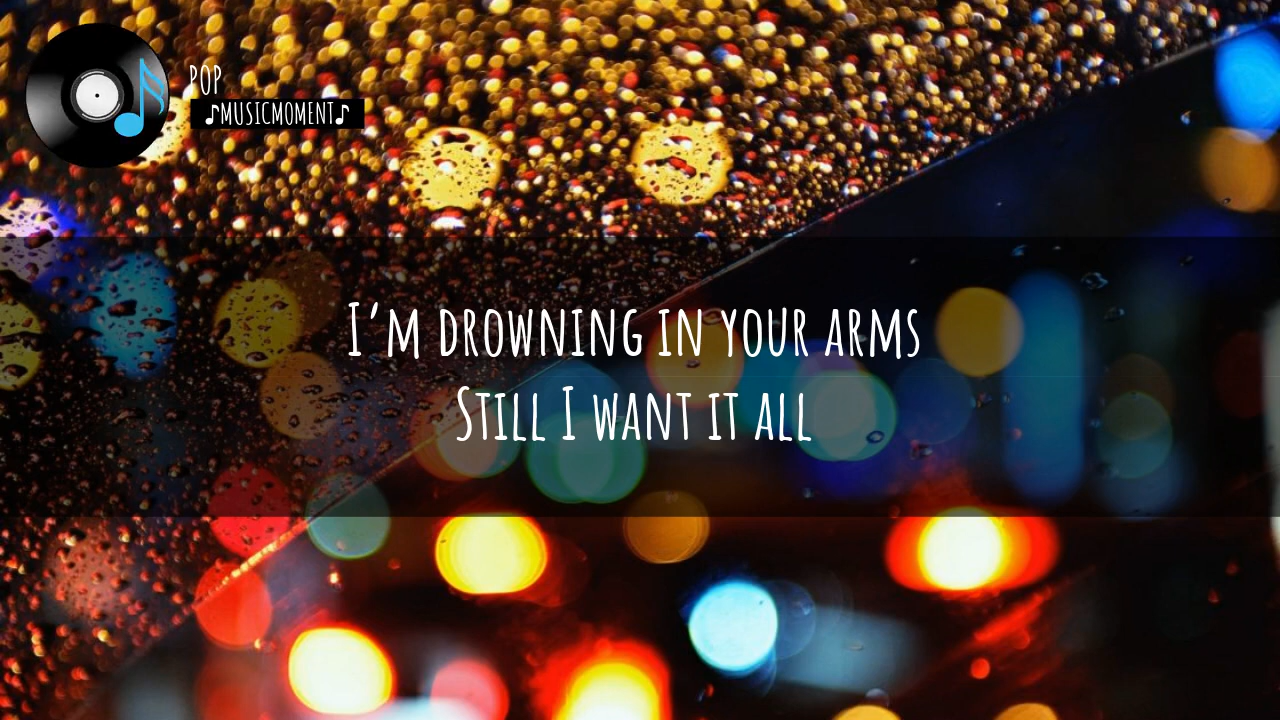 POP
♪MUSICMOMENT♪
I'M DROWNING IN YOUR ARMS
STILL I WANT IT ALL